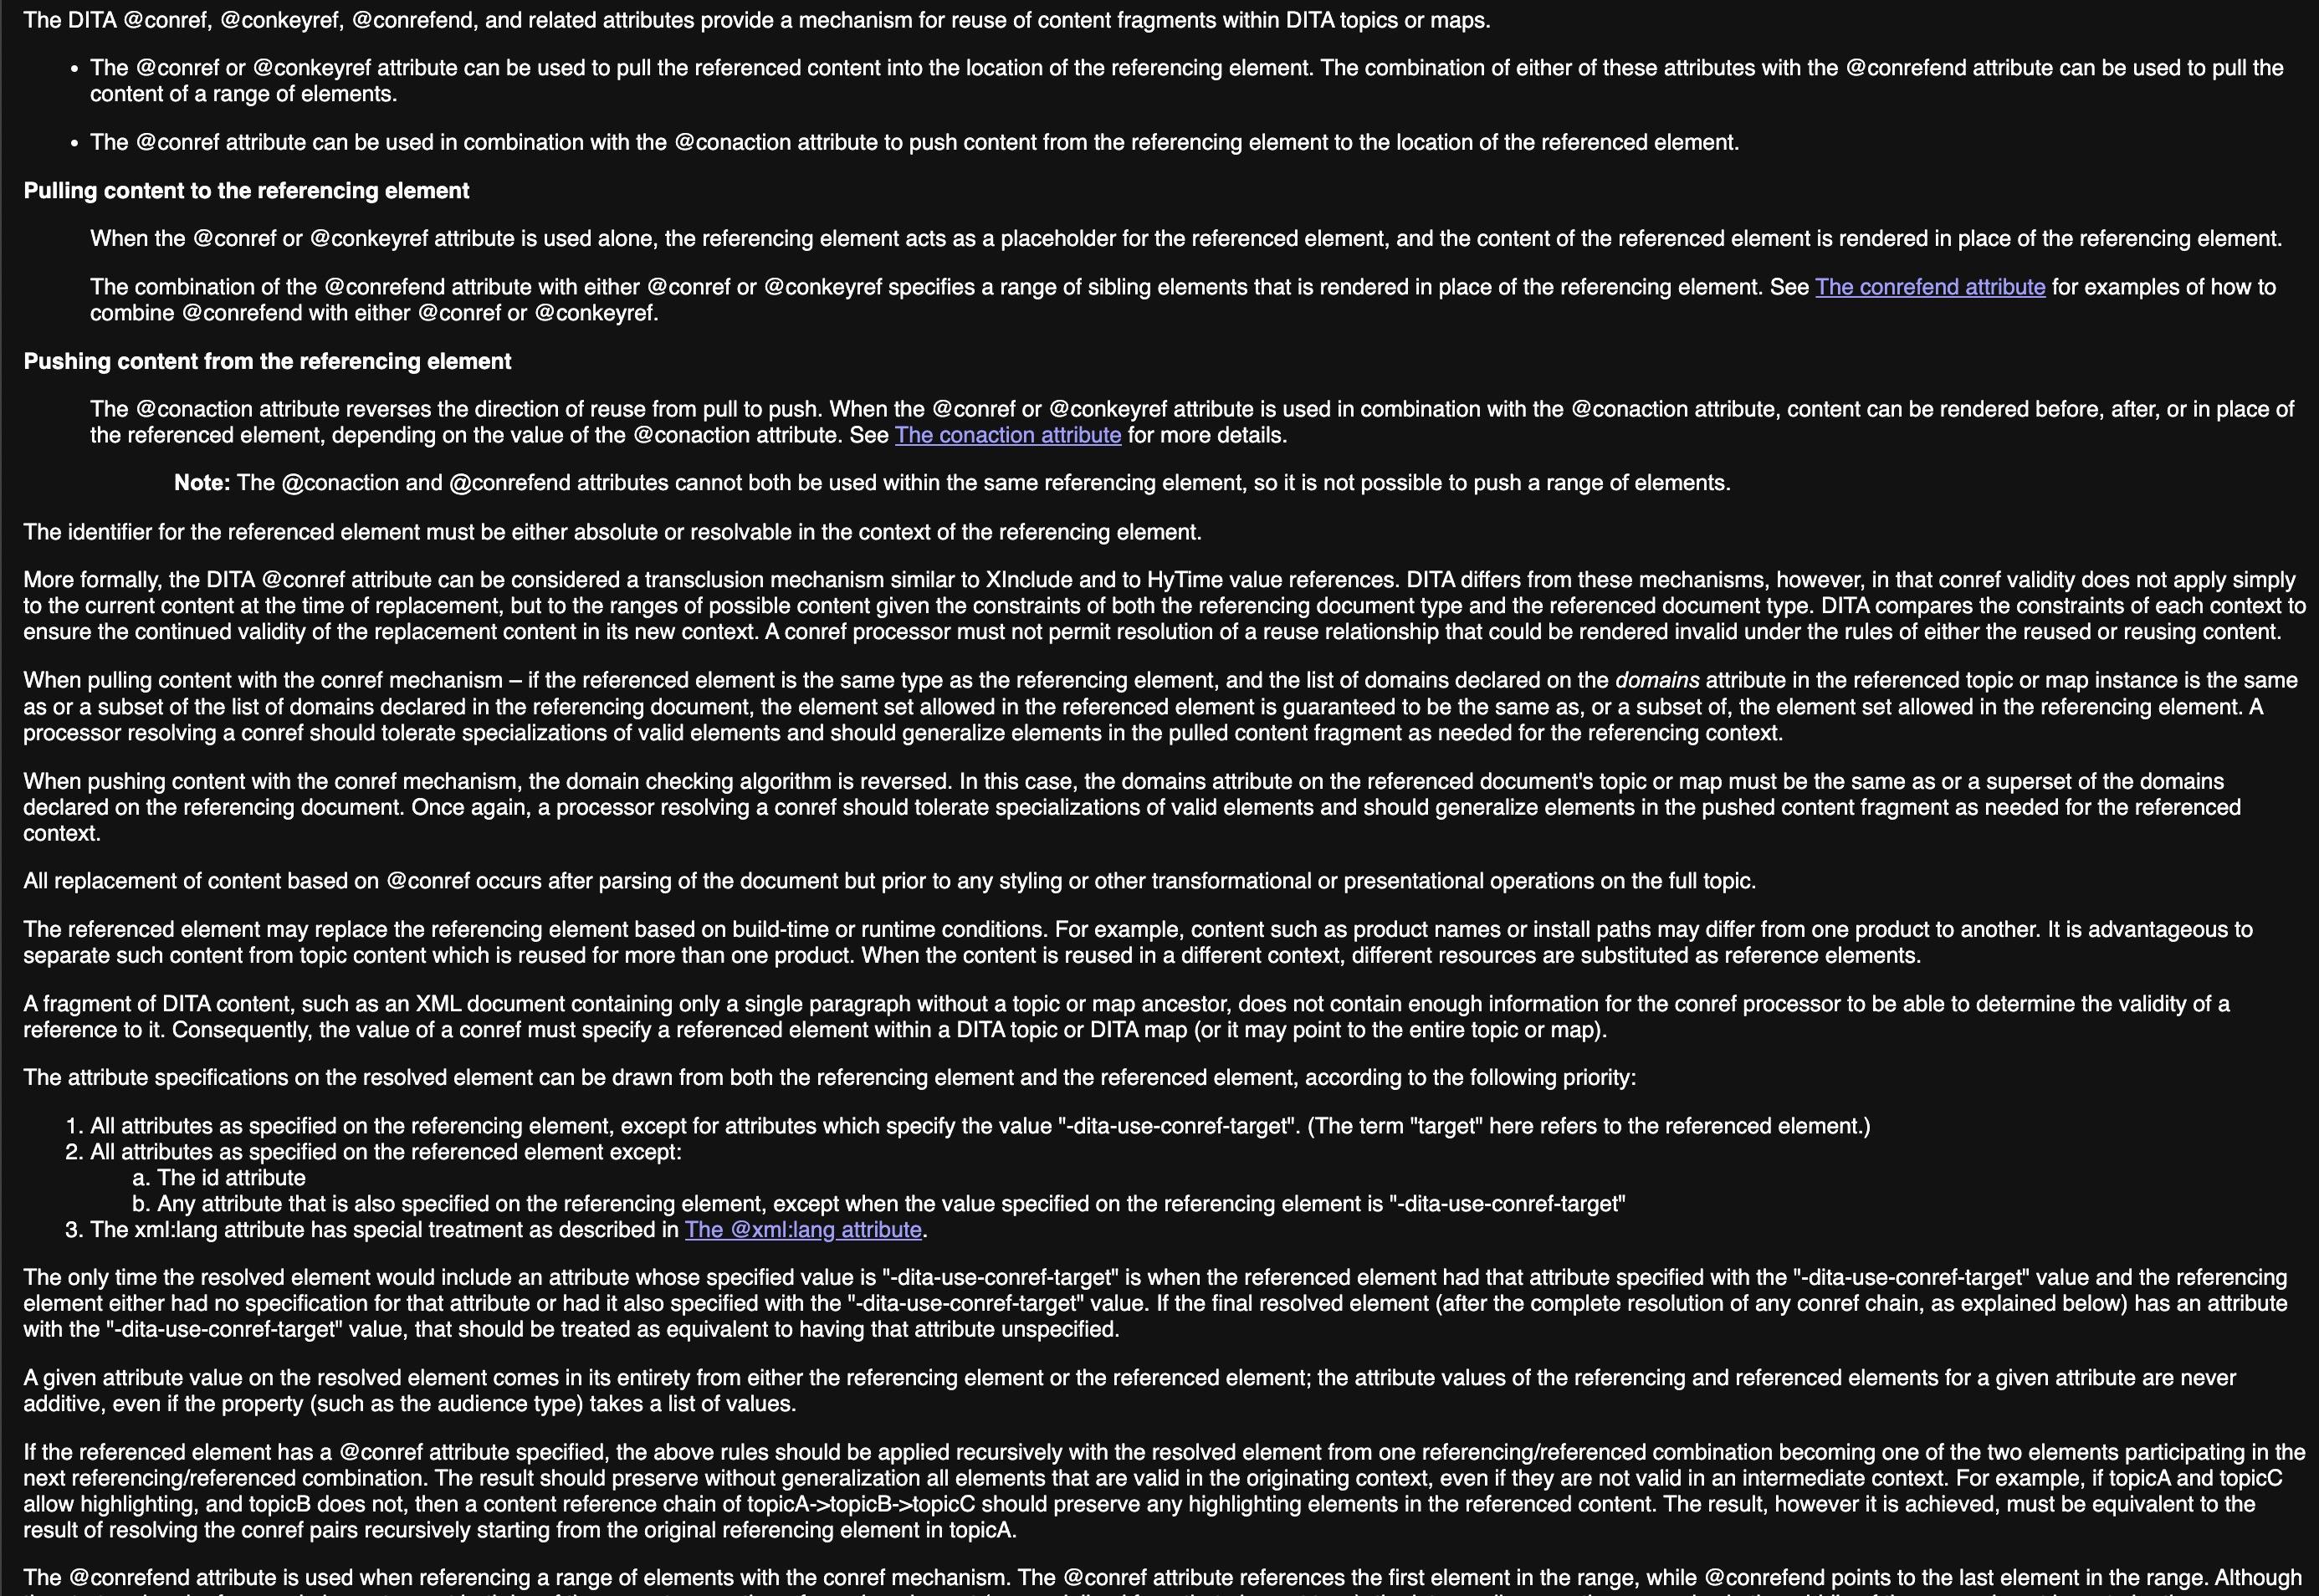 The DITA @conref, @conkeyref, @conrefend, and related attributes provide a mechanism for reuse of content fragments within DITA topics or maps.
• The @conref or @conkeyref attribute can be used to pull the referenced content into the location of the referencing element. The combination of either of these attributes with the @conrefend attribute can be used to pull the
content of a range of elements.
• The @conref attribute can be used in combination with the @conaction attribute to push content from the referencing element to the location of the referenced element.
Pulling content to the referencing element
When the @conref or @conkeyref attribute is used alone, the referencing element acts as a placeholder for the referenced element, and the content of the referenced element is rendered in place of the referencing element.
The combination of the @conrefend attribute with either @conref or @conkeyref specifies a range of sibling elements that is rendered in place of the referencing element. See The conrefend attribute for examples of how to
combine @conrefend with either @conref or @conkeyref.
Pushing content from the referencing element
The @conaction attribute reverses the direction of reuse from pull to push. When the @conref or @conkeyref attribute is used in combination with the @conaction attribute, content can be rendered before, after, or in place of
the referenced element, depending on the value of the @conaction attribute. See The conaction attribute for more details.
Note: The @conaction and @conrefend attributes cannot both be used within the same referencing element, so it is not possible to push a range of elements.
The identifier for the referenced element must be either absolute or resolvable in the context of the referencing element.
More formally, the DITA @conref attribute can be considered a transclusion mechanism similar to XInclude and to HyTime value references. DITA differs from these mechanisms, however, in that conref validity does not apply simply
to the current content at the time of replacement, but to the ranges of possible content given the constraints of both the referencing document type and the referenced document type. DITA compares the constraints of each context to
ensure the continued validity of the replacement content in its new context. A conref processor must not permit resolution of a reuse relationship that could be rendered invalid under the rules of either the reused or reusing content.
When pulling content with the conref mechanism – if the referenced element is the same type as the referencing element, and the list of domains declared on the domains attribute in the referenced topic or map instance is the same
as or a subset of the list of domains declared in the referencing document, the element set allowed in the referenced element is guaranteed to be the same as, or a subset of, the element set allowed in the referencing element. A
processor resolving a conref should tolerate specializations of valid elements and should generalize elements in the pulled content fragment as needed for the referencing context.
When pushing content with the conref mechanism, the domain checking algorithm is reversed. In this case, the domains attribute on the referenced document's topic or map must be the same as or a superset of the domains
declared on the referencing document. Once again, a processor resolving a conref should tolerate specializations of valid elements and should generalize elements in the pushed content fragment as needed for the referenced
context.
All replacement of content based on @conref occurs after parsing of the document but prior to any styling or other transformational or presentational operations on the full topic.
The referenced element may replace the referencing element based on build-time or runtime conditions. For example, content such as product names or install paths may differ from one product to another. It is advantageous to
separate such content from topic content which is reused for more than one product. When the content is reused in a different context, different resources are substituted as reference elements.
A fragment of DITA content, such as an XML document containing only a single paragraph without a topic or map ancestor, does not contain enough information for the conref processor to be able to determine the validity of a
reference to it. Consequently, the value of a conref must specify a referenced element within a DITA topic or DITA map (or it may point to the entire topic or map).
The attribute specifications on the resolved element can be drawn from both the referencing element and the referenced element, according to the following priority:
1. All attributes as specified on the referencing element, except for attributes which specify the value "-dita-use-conref-target". (The term "target" here refers to the referenced element.)
2. All attributes as specified on the referenced element except:
a. The id attribute
b. Any attribute that is also specified on the referencing element, except when the value specified on the referencing element is "-dita-use-conref-target"
3. The xml:lang attribute has special treatment as described in The @xml:lang attribute.
The only time the resolved element would include an attribute whose specified value is "-dita-use-conref-target" is when the referenced element had that attribute specified with the "-dita-use-conref-target" value and the referencing
element either had no specification for that attribute or had it also specified with the "-dita-use-conref-target" value. If the final resolved element (after the complete resolution of any conref chain, as explained below) has an attribute
with the "-dita-use-conref-target" value, that should be treated as equivalent to having that attribute unspecified.
A given attribute value on the resolved element comes in its entirety from either the referencing element or the referenced element; the attribute values of the referencing and referenced elements for a given attribute are never
additive, even if the property (such as the audience type) takes a list of values.
If the referenced element has a @conref attribute specified, the above rules should be applied recursively with the resolved element from one referencing/referenced combination becoming one of the two elements participating in the
next referencing/referenced combination. The result should preserve without generalization all elements that are valid in the originating context, even if they are not valid in an intermediate context. For example, if topicA and topicC
allow highlighting, and topicB does not, then a content reference chain of topicA->topicB->topicC should preserve any highlighting elements in the referenced content. The result, however it is achieved, must be equivalent to the
result of resolving the conref pairs recursively starting from the original referencing element in topicA.
The @conrefend attribute is used when referencing a range of elements with the conref mechanism. The @conref attribute references the first element in the range, while @conrefend points to the last element in the range. Although